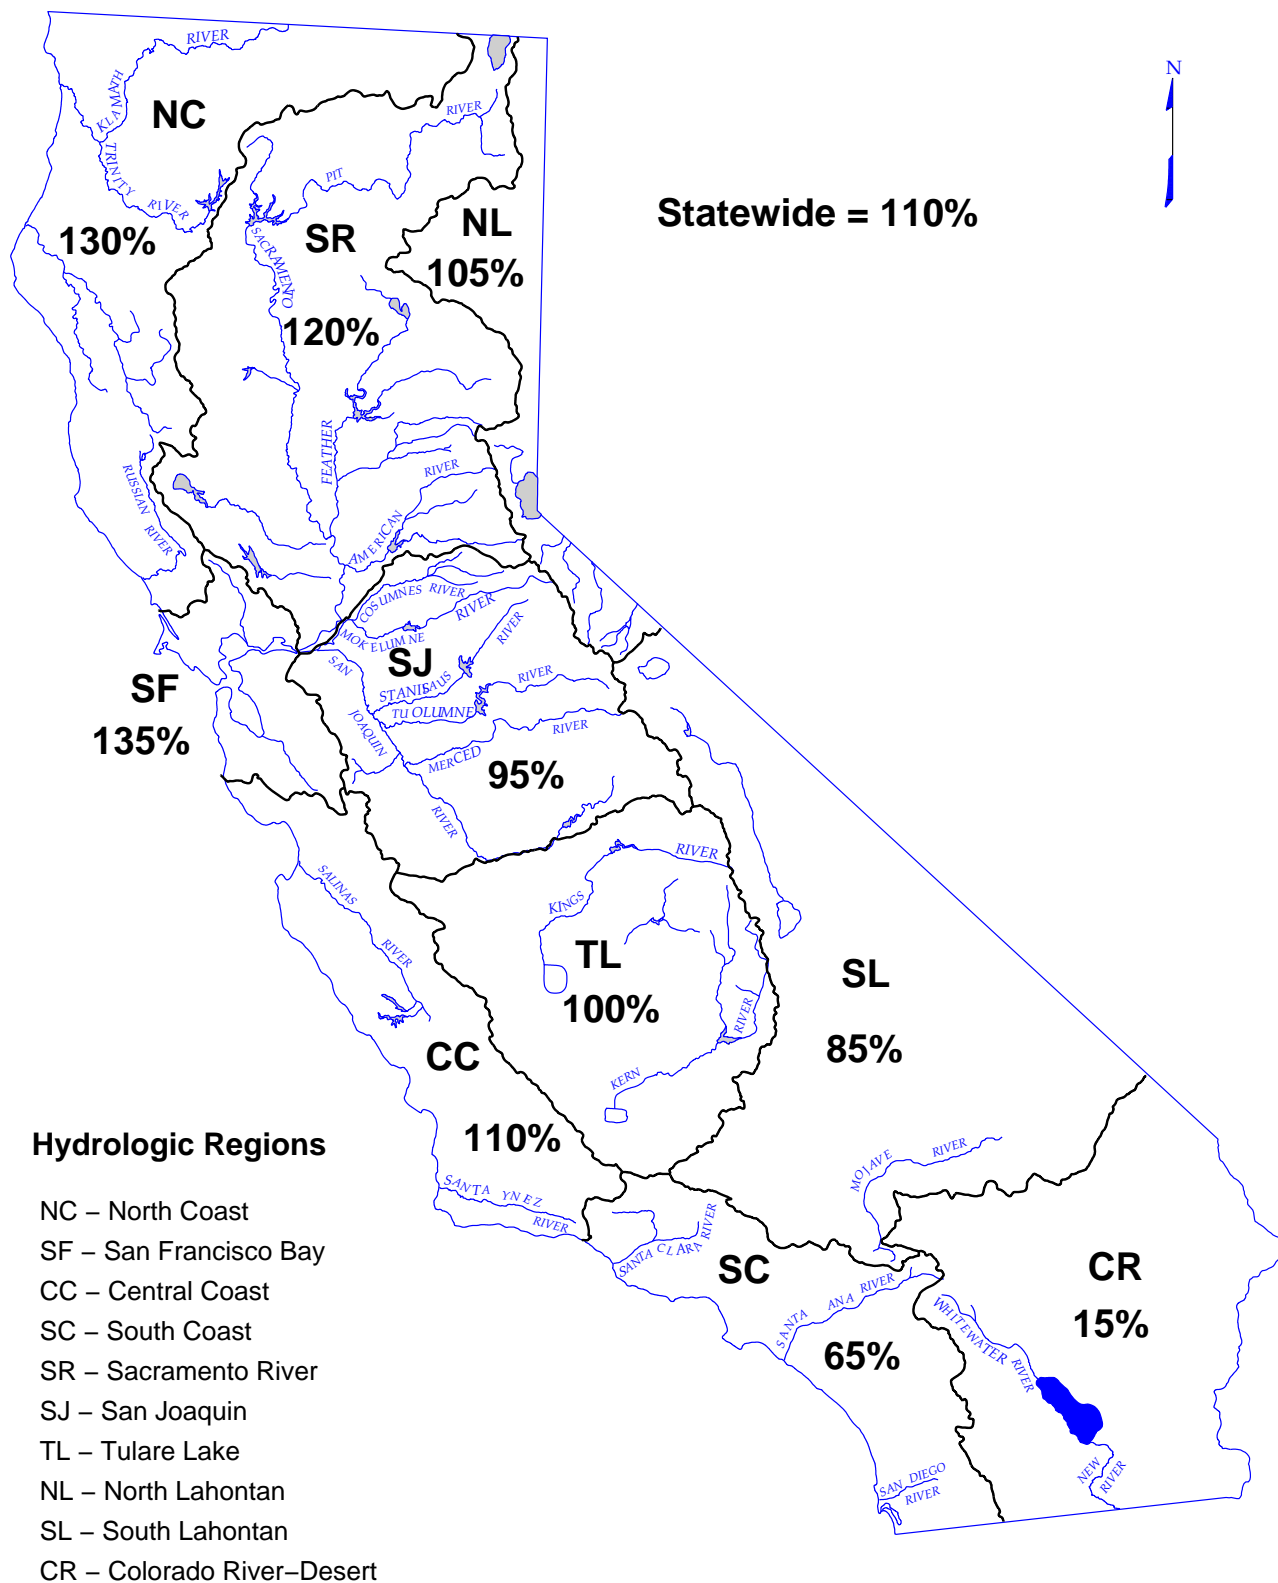 RIVER
KLAMATH
NC
TRINITY
RIVER
130%
RIVER
PIT
SR
SACRAMENTO
120%
NL
105%
Statewide = 110%
N
FEATHER
RIVER
AMERICAN
RUSSIAN
RIVER
COSUMNES RIVER
MOKELUMNE
RIVER
SJ
SAN
JOAQUIN
RIVER
STANISLAUS
RIVER
TUOLUMNE
RIVER
MERCED
RIVER
95%
SF
135%
SALINAS
RIVER
KINGS
RIVER
TL
100%
KERN
RIVER
SL
85%
CC
110%
SANTA YNEZ
RIVER
SANTA CLARA
RIVER
SC
SANTA ANA RIVER
65%
MOJAVE
RIVER
CR
15%
WHITEWATER
RIVER
NEW
RIVER
SAN DIEGO
RIVER
Hydrologic Regions
NC – North Coast
SF – San Francisco Bay
CC – Central Coast
SC – South Coast
SR – Sacramento River
SJ – San Joaquin
TL – Tulare Lake
NL – North Lahontan
SL – South Lahontan
CR – Colorado River–Desert